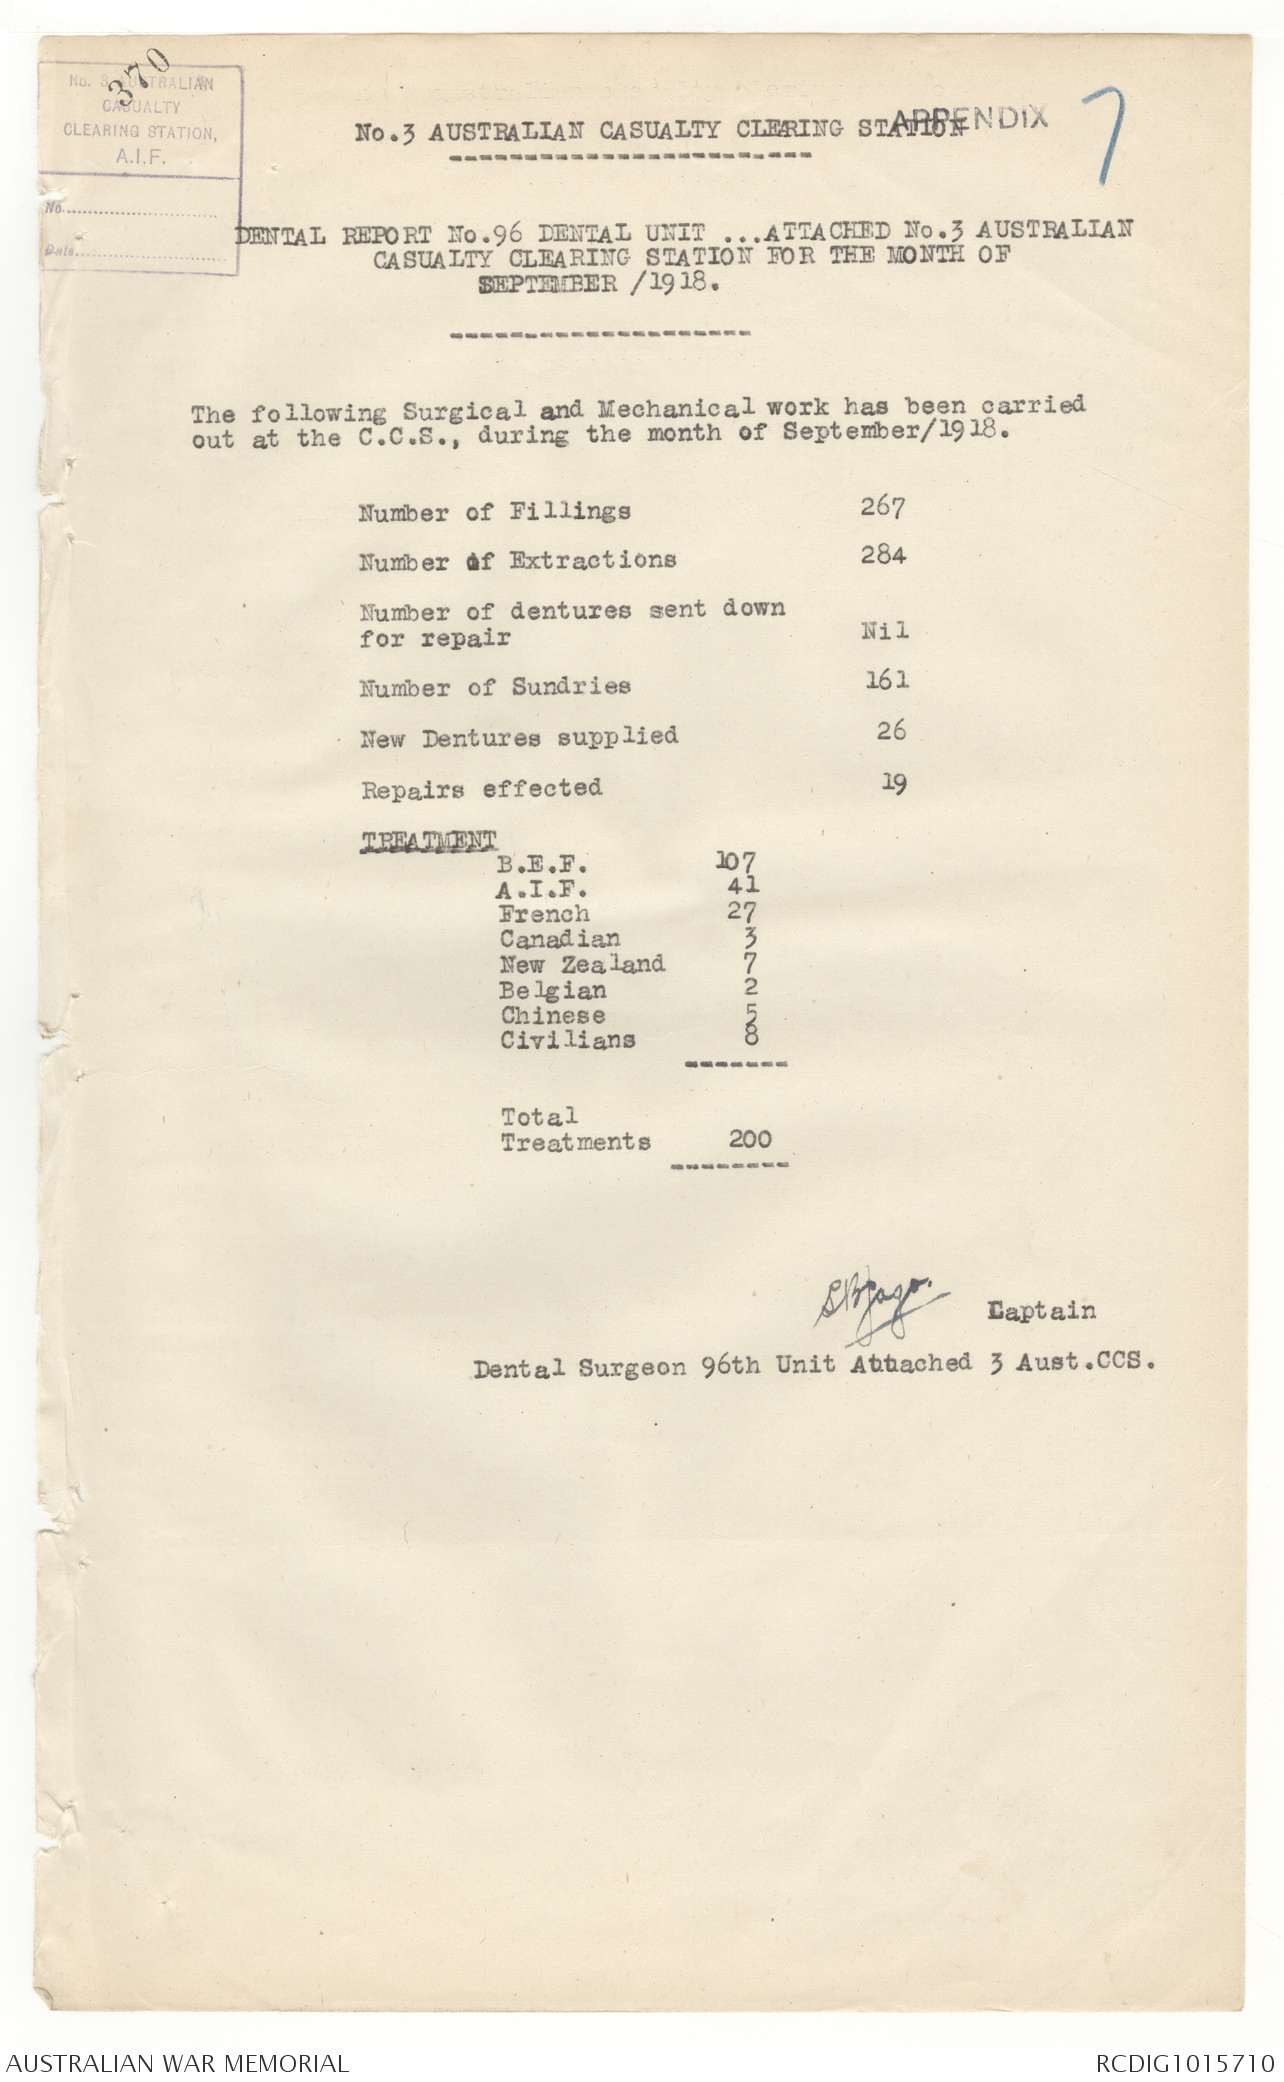 370
No. 3 AUSTRALIAN
CASUALTY
CLEARING STATION,
A.I.F.
No.
Date
APPENDIX 7
No.3 AUSTRALIAN CASUALTY CLEARING STATION
DENTAL REPORT No.96 DENTAL UNIT ...ATTACHED No.3 AUSTRALIAN
CASUALTY CLEARING STATION FOR THE MONTH OF
SEPTEMBER /1918.
The following Surgical and Mechanical work has been carried
out at the C.C.S., during the month of September/1918.
Number of Fillings 267
Number of Extractions 284
Number of dentures sent down
for repair Nil
Number of Sundries 161
New Dentures supplied 26
Repairs effected 19
TREATMENT
B.E.F. 107
A.I.F. 41
French 27
Canadian 3
New Zealand 7
Belgian 2
Chinese 5
Civilians 8
Total
Treatments 200
Captain
Dental Surgeon 96th Unit Attached 3 Aust.CCS.
AUSTRALIAN WAR MEMORIAL
RCDIG1015710